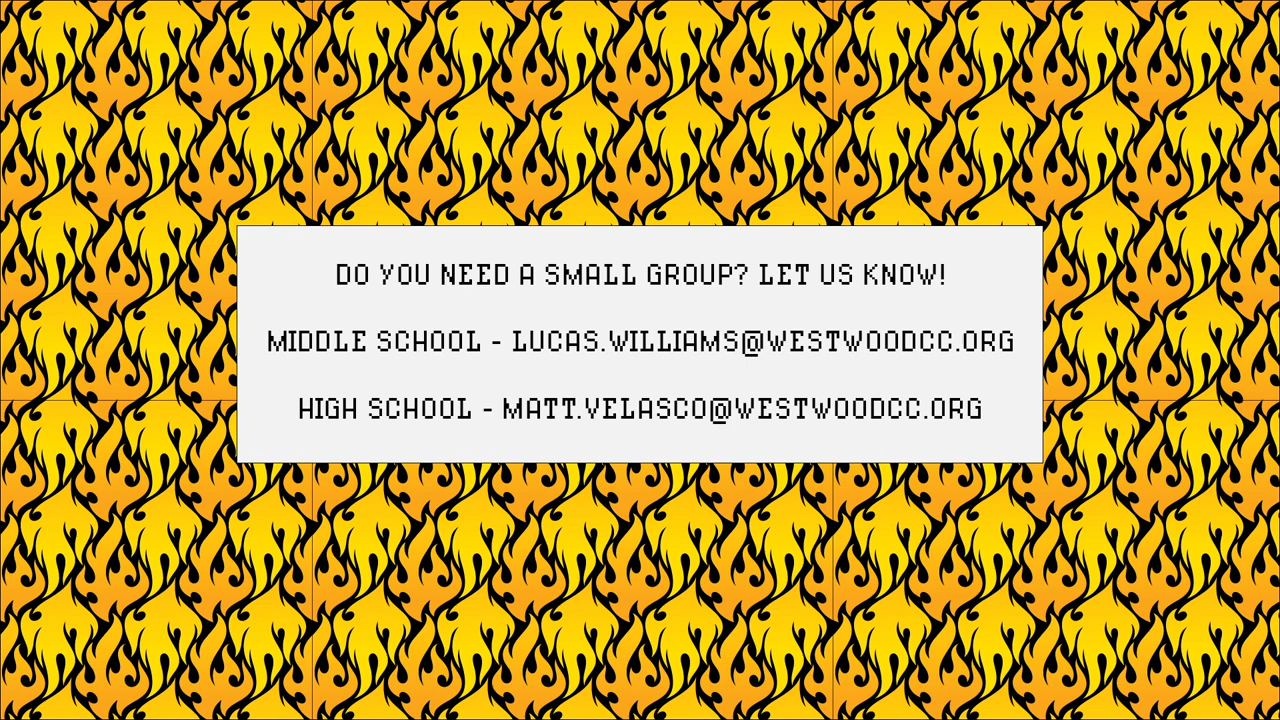 DO YOU NEED A SMALL GROUP? LET US KNOW!
MIDDLE SCHOOL - LUCAS.WILLIAMS@WESTWOODCC.ORG
HIGH SCHOOL - MATT.VELASCO@WESTWOODCC.ORG